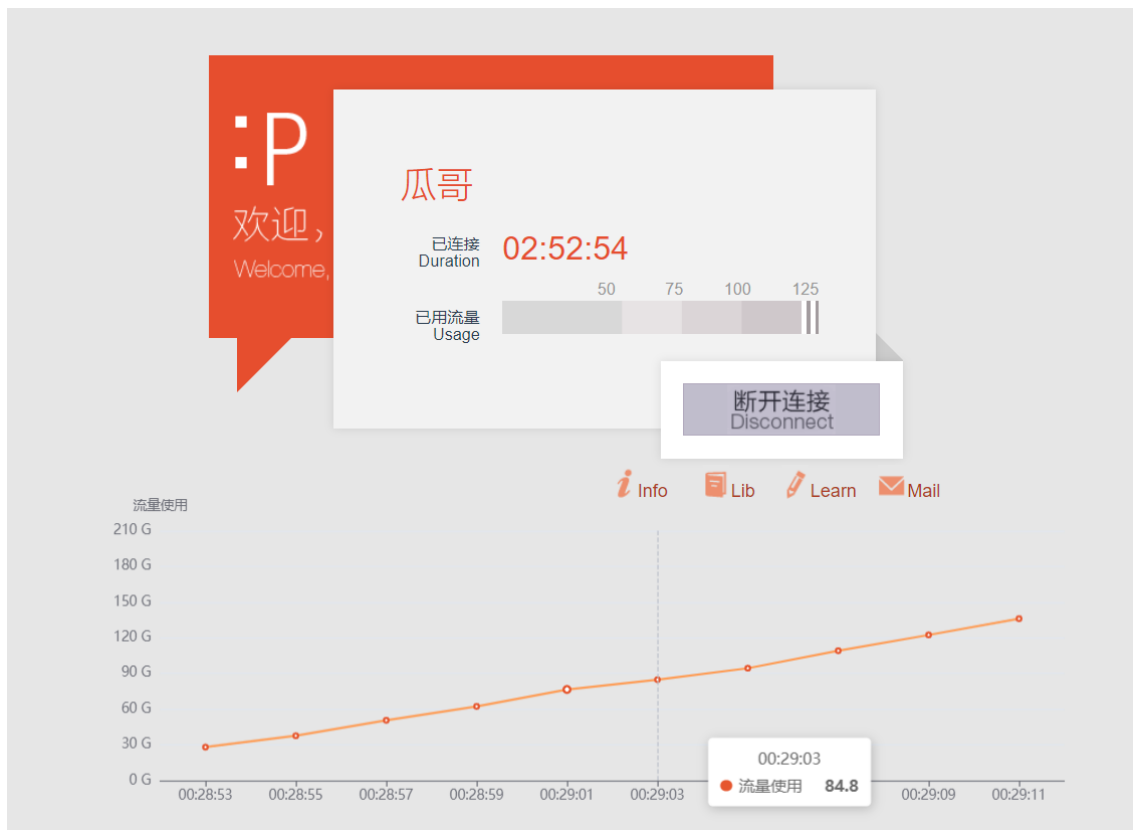 :P
欢迎,
Welcome,
瓜哥
已连接
Duration
02:52:54
50 75 100 125
已用流量
Usage
断开连接
Disconnect
Info Lib Learn Mail
流量使用
210 G
180 G
150 G
120 G
90 G
60 G
30 G
0 G
00:28:53 00:28:55 00:28:57 00:28:59 00:29:01 00:29:03 00:29:09 00:29:11
00:29:03
流量使用 84.8